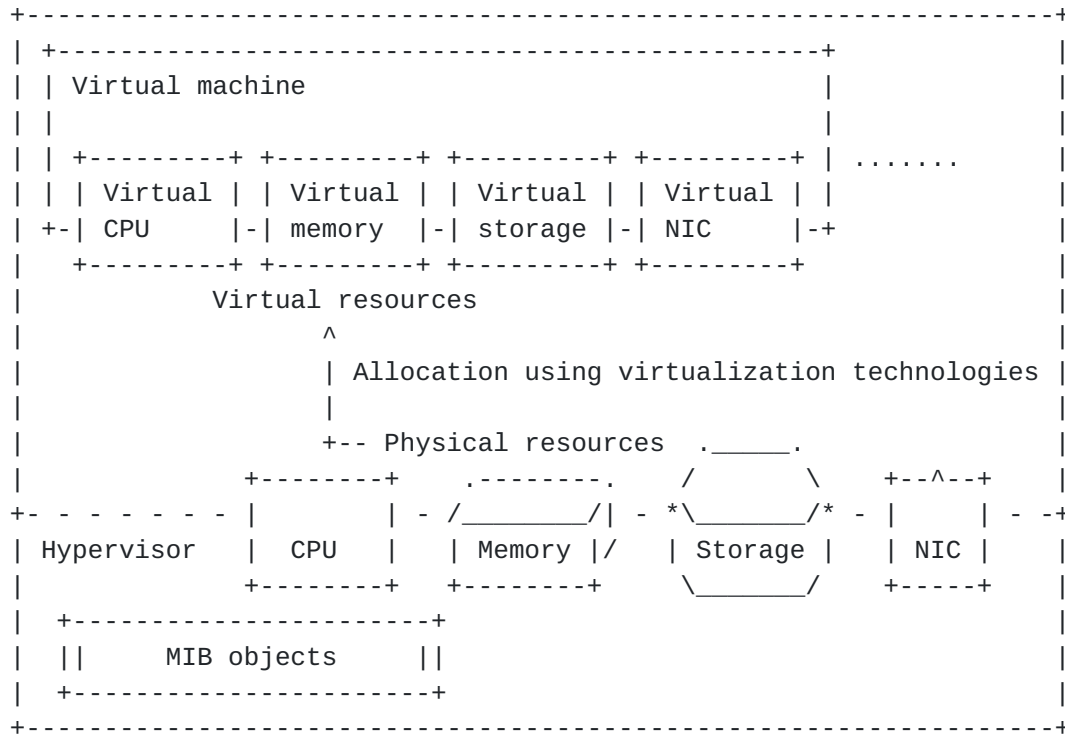 Virtual machine
.......
Virtual Virtual Virtual Virtual
CPU memory storage NIC
Virtual resources
Allocation using virtualization technologies
Physical resources
Hypervisor CPU Memory Storage NIC
MIB objects